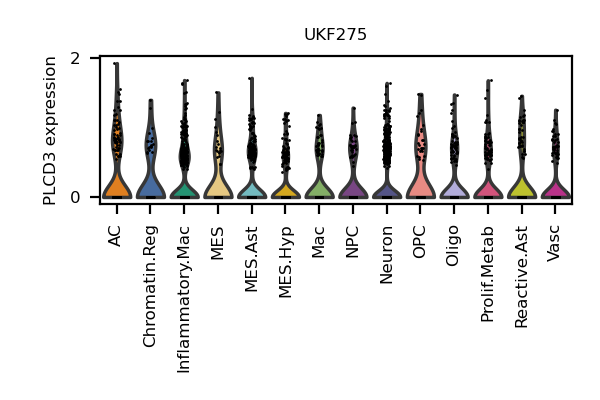 UKF275
PLCD3 expression
2
0
AC
Chromatin.Reg
Inflammatory.Mac
MES
MES.Ast
MES.Hyp
Mac
NPC
Neuron
OPC
Oligo
Prolif.Metab
Reactive.Ast
Vasc